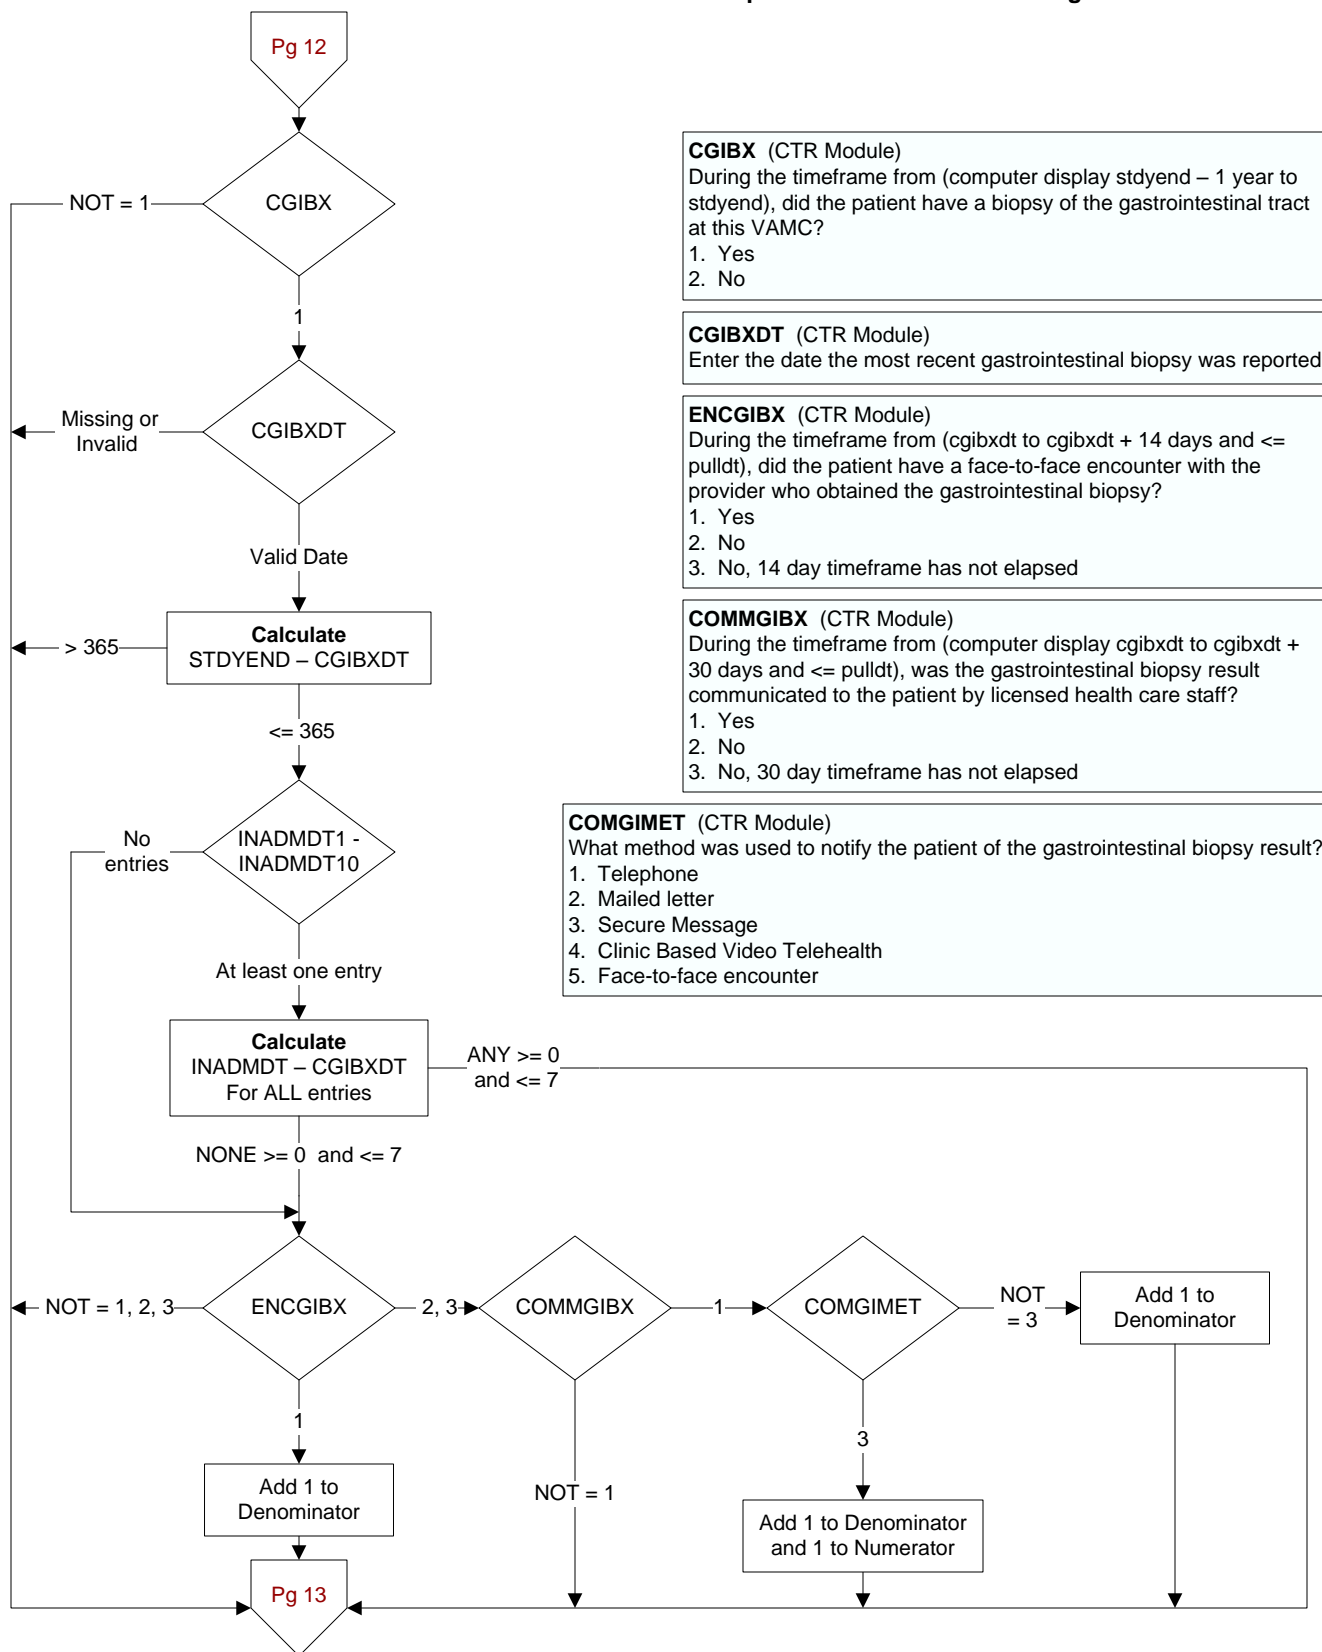 Pg 12
CGIBX
NOT = 1
1
CGIBXDT
Missing or
Invalid
Valid Date
Calculate
STDYEND – CGIBXDT
> 365
<= 365
INADMDT1 -
INADMDT10
No
entries
At least one entry
Calculate
INADMDT – CGIBXDT
For ALL entries
ANY >= 0
and <= 7
NONE >= 0 and <= 7
ENCGIBX
NOT = 1, 2, 3
2, 3
COMMGIBX
1
COMGIMET
NOT
= 3
Add 1 to
Denominator
1
Add 1 to
Denominator
NOT = 1
3
Add 1 to Denominator
and 1 to Numerator
Pg 13
CGIBX (CTR Module)
During the timeframe from (computer display stdyend – 1 year to
stdyend), did the patient have a biopsy of the gastrointestinal tract
at this VAMC?
1. Yes
2. No
CGIBXDT (CTR Module)
Enter the date the most recent gastrointestinal biopsy was reported
ENCGIBX (CTR Module)
During the timeframe from (cgibxdt to cgibxdt + 14 days and <=
pulldt), did the patient have a face-to-face encounter with the
provider who obtained the gastrointestinal biopsy?
1. Yes
2. No
3. No, 14 day timeframe has not elapsed
COMMGIBX (CTR Module)
During the timeframe from (computer display cgibxdt to cgibxdt +
30 days and <= pulldt), was the gastrointestinal biopsy result
communicated to the patient by licensed health care staff?
1. Yes
2. No
3. No, 30 day timeframe has not elapsed
COMGIMET (CTR Module)
What method was used to notify the patient of the gastrointestinal biopsy result?
1. Telephone
2. Mailed letter
3. Secure Message
4. Clinic Based Video Telehealth
5. Face-to-face encounter